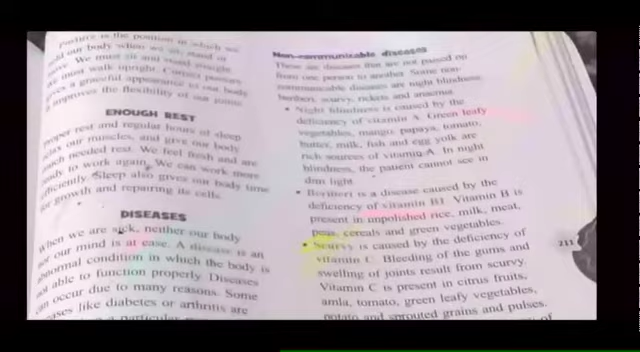 Posture is the position in which we
hold our body when we sit, stand or
move. We must sit and stand straight.
We must walk upright. Correct posture
gives a graceful appearance to our body
improves the flexibility of our joints
ENOUGH REST
Proper rest and regular hours of sleep
relax our muscles, and give our body
much needed rest. We feel fresh and are
ready to work again. We can work more
efficiently. Sleep also gives our body time
for growth and repairing its cells.
DISEASES
When we are sick, neither our body
nor our mind is at ease. A disease is an
abnormal condition in which the body is
not able to function properly. Diseases
can occur due to many reasons. Some
diseases like diabetes or arthritis are
a particular
Non-communicable diseases
These are diseases that are not passed on
from one person to another. Some non-
communicable diseases are night blindness,
beriberi, scurvy, rickets and anaemia.
• Night blindness is caused by the
deficiency of vitamin A. Green leafy
vegetables, mango, papaya, tomato,
butter, milk, fish and egg yolk are
rich sources of vitamin A. In night
blindness, the patient cannot see in
dim light.
• Beriberi is a disease caused by the
deficiency of vitamin B1. Vitamin B is
present in unpolished rice, milk, meat,
peas, cereals and green vegetables.
• Scurvy is caused by the deficiency of
vitamin C. Bleeding of the gums and
swelling of joints result from scurvy.
Vitamin C is present in citrus fruits,
amla, tomato, green leafy vegetables,
potato and sprouted grains and pulses.
of
211